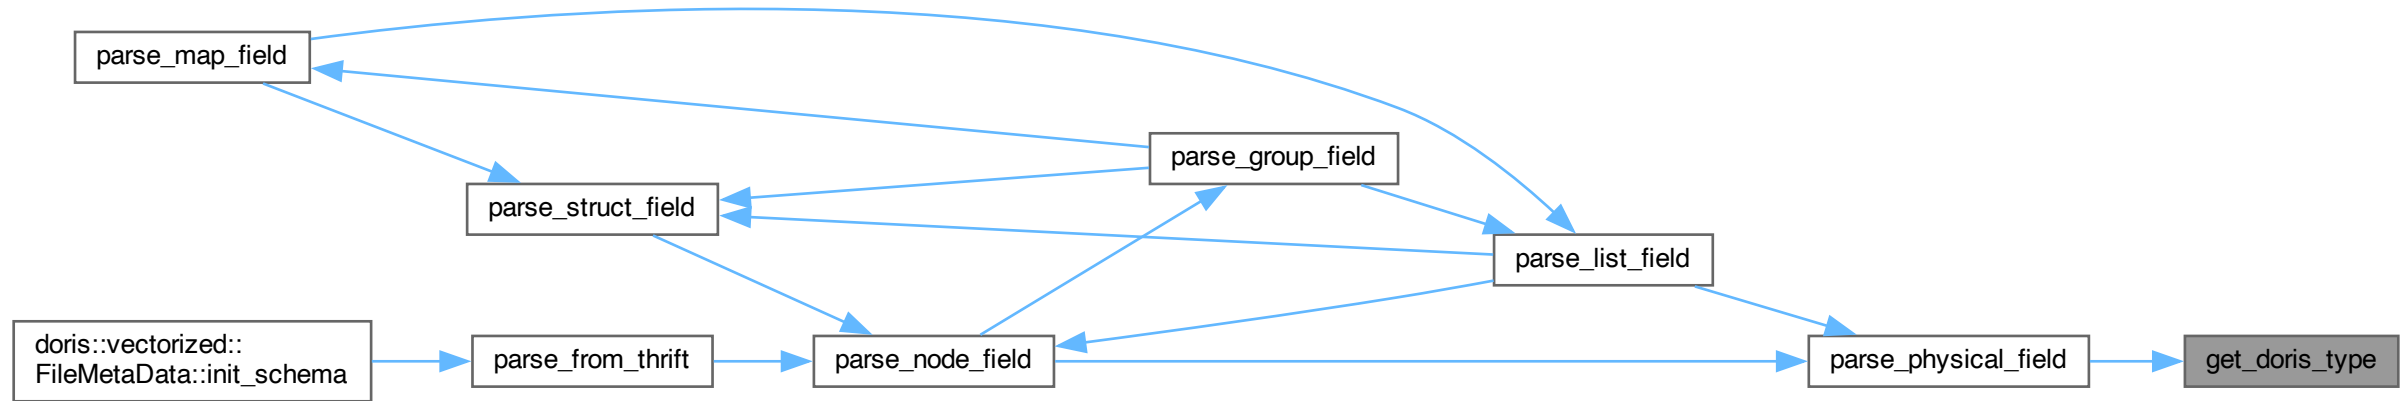 parse_map_field
parse_group_field
parse_struct_field
parse_list_field
doris::vectorized::
FileMetaData::init_schema
parse_from_thrift
parse_node_field
parse_physical_field
get_doris_type